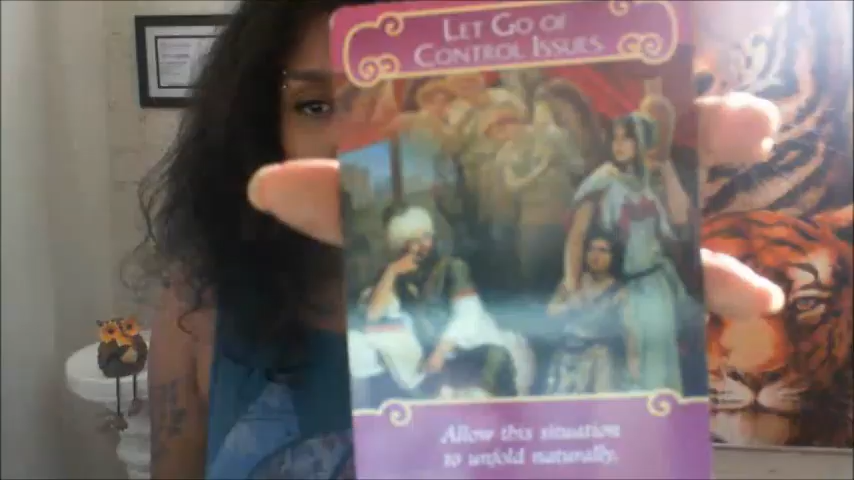 LET GO OF
CONTROL ISSUES
Allow this situation
to unfold naturally.